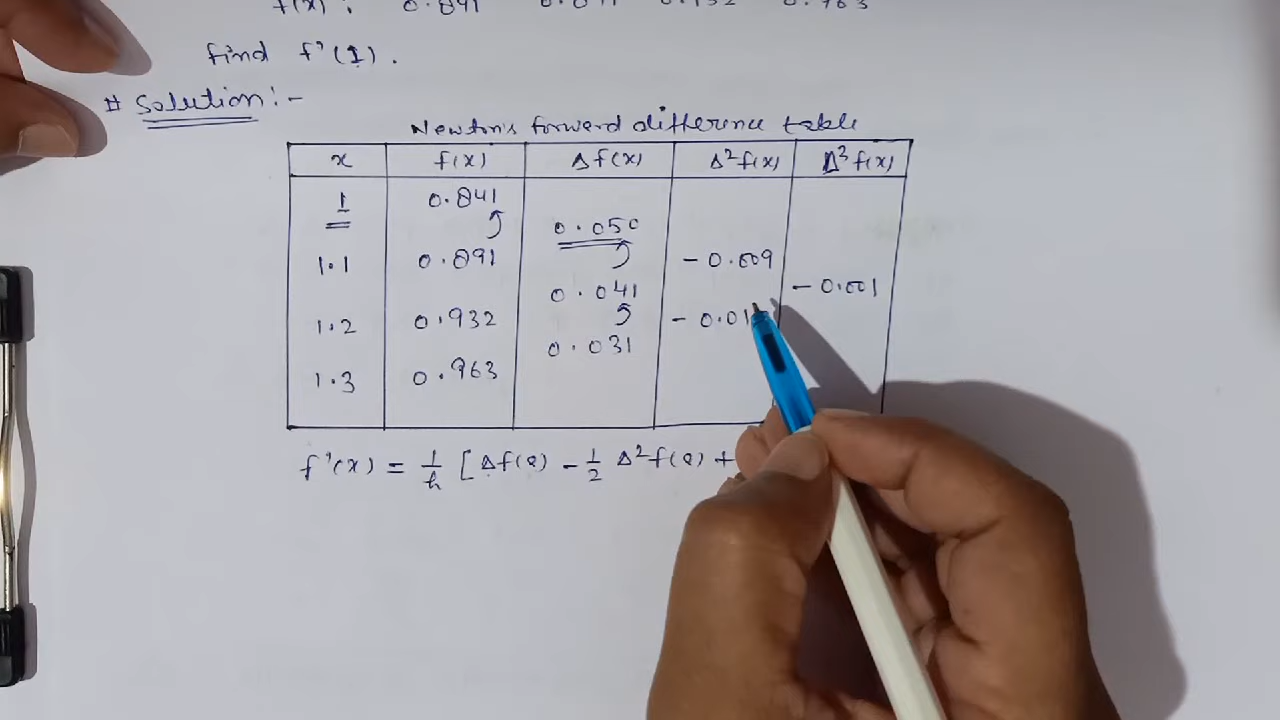 f(x) : 0.891
find f'(1).
# Solution:-
Newton's forward difference table
x f(x) Δf(x) Δ²f(x) Δ³f(x)
1 0.841
0.050
1.1 0.891 - 0.009
0.041 - 0.001
1.2 0.932 - 0.01
0.031
1.3 0.963
f'(x) = 1/h [Δf(a) - 1/2 Δ²f(a) +